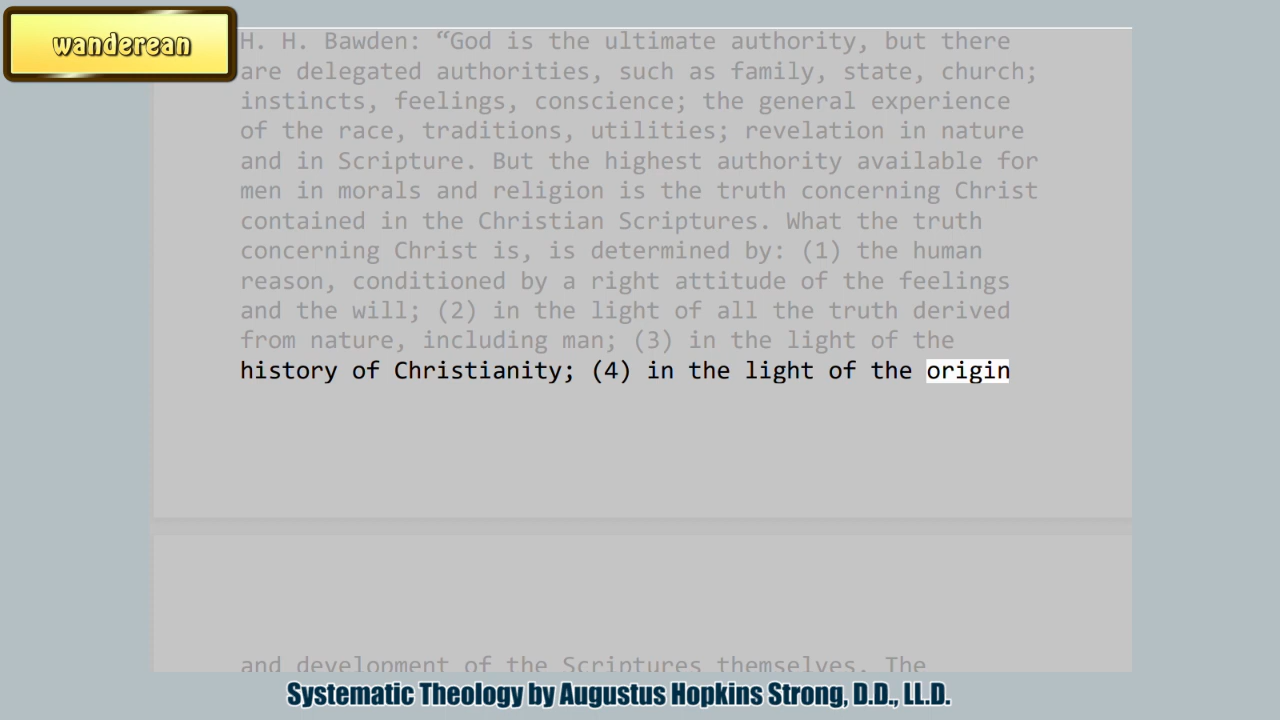 wanderean
H. H. Bawden: “God is the ultimate authority, but there
are delegated authorities, such as family, state, church;
instincts, feelings, conscience; the general experience
of the race, traditions, utilities; revelation in nature
and in Scripture. But the highest authority available for
men in morals and religion is the truth concerning Christ
contained in the Christian Scriptures. What the truth
concerning Christ is, is determined by: (1) the human
reason, conditioned by a right attitude of the feelings
and the will; (2) in the light of all the truth derived
from nature, including man; (3) in the light of the
history of Christianity; (4) in the light of the origin
and development of the Scriptures themselves. The
Systematic Theology by Augustus Hopkins Strong, D.D., LL.D.